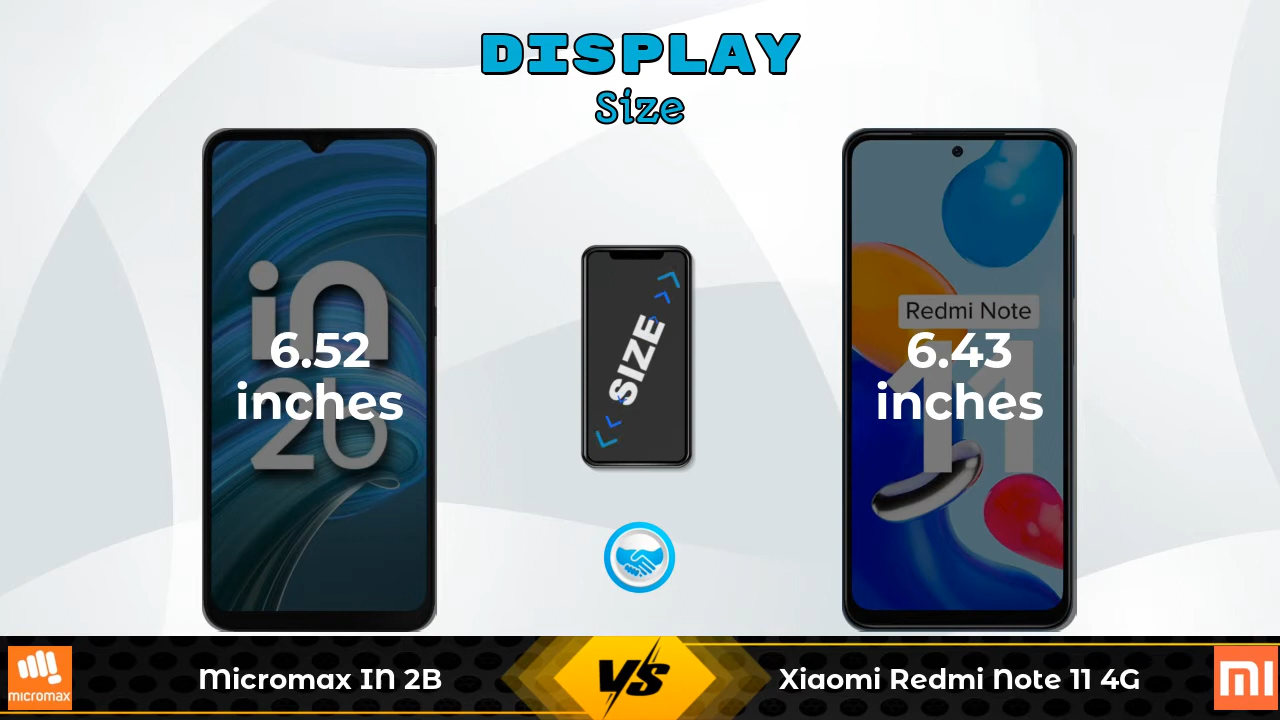 DISPLAY
Size
in
2b
6.52
inches
SIZE
Redmi Note
11
6.43
inches
micromax
Micromax IN 2B
VS
Xiaomi Redmi Note 11 4G
mi